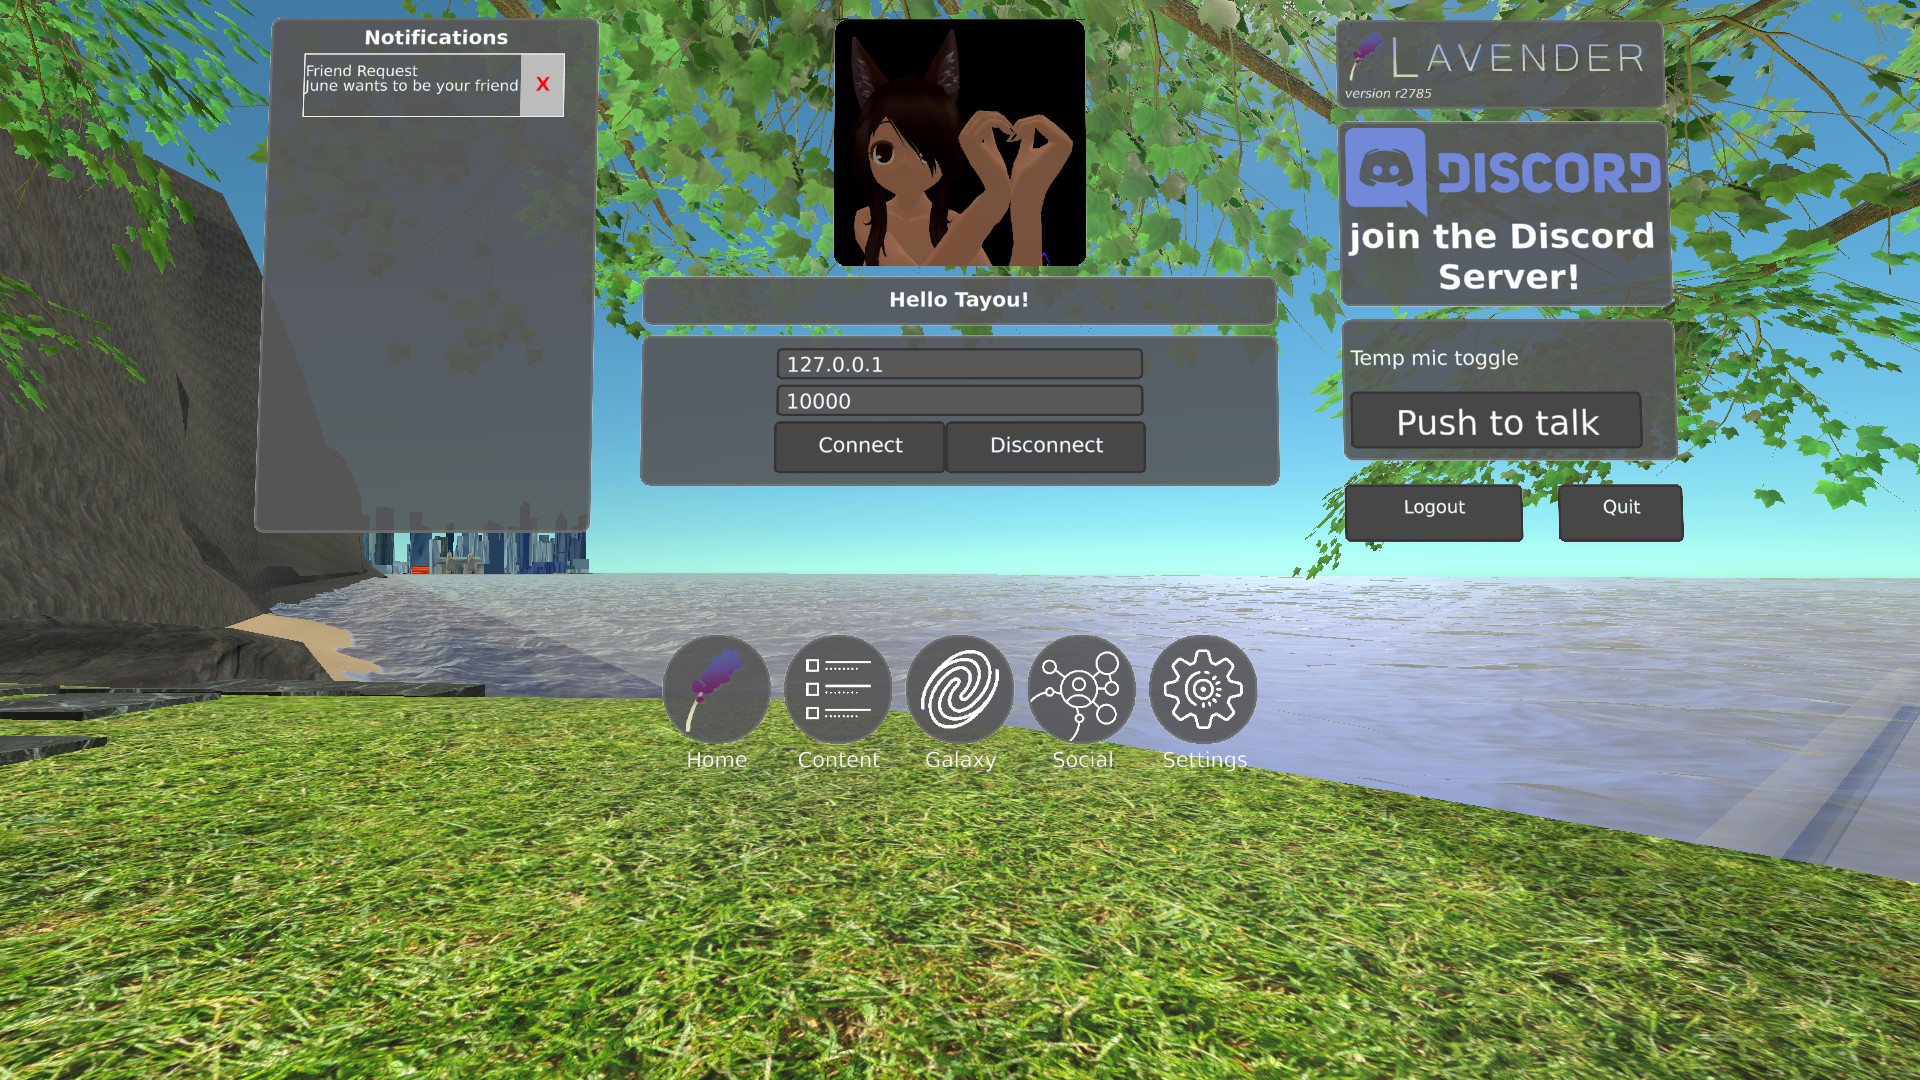 Notifications
Friend Request
June wants to be your friend
X
Hello Tayou!
127.0.0.1
10000
Connect
Disconnect
LAVENDER
version r2785
DISCORD
join the Discord
Server!
Temp mic toggle
Push to talk
Logout
Quit
Home
Content
Galaxy
Social
Settings